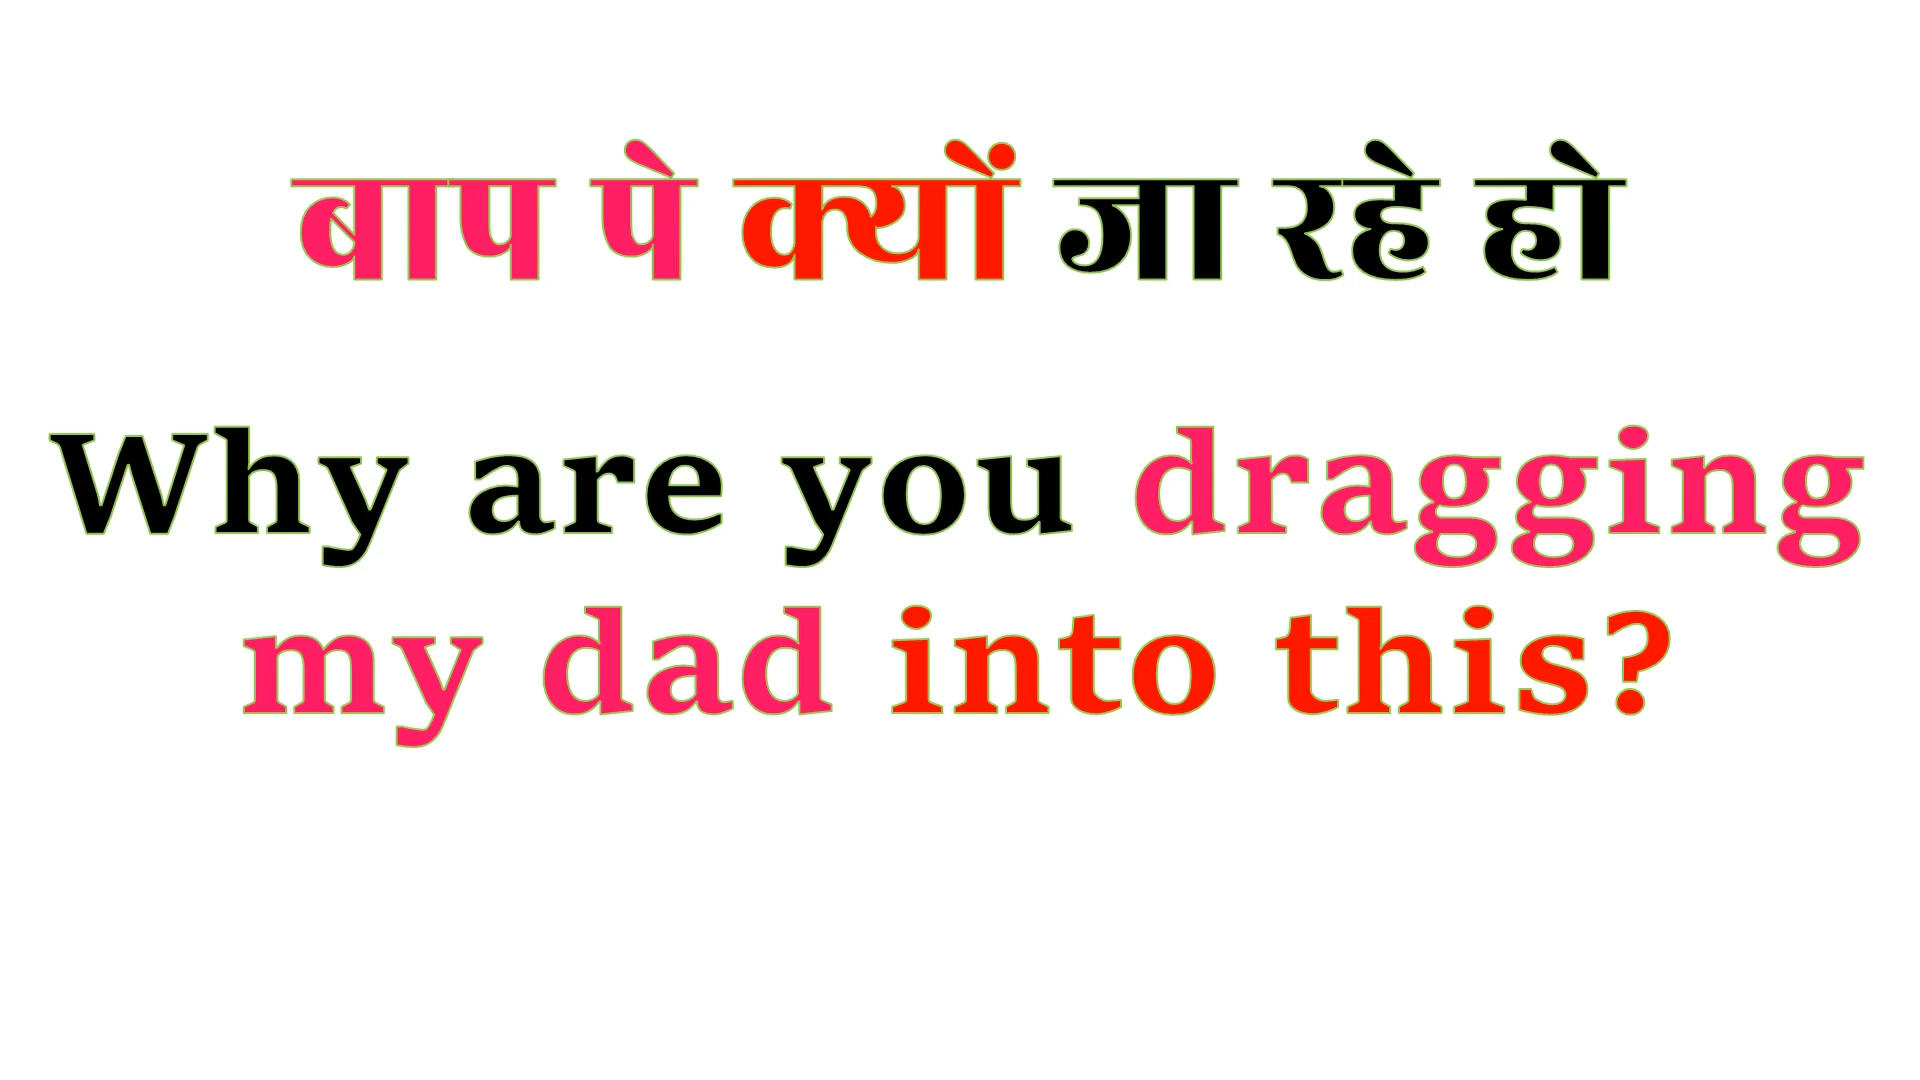 बाप पे क्यों जा रहे हो
Why are you dragging
my dad into this?